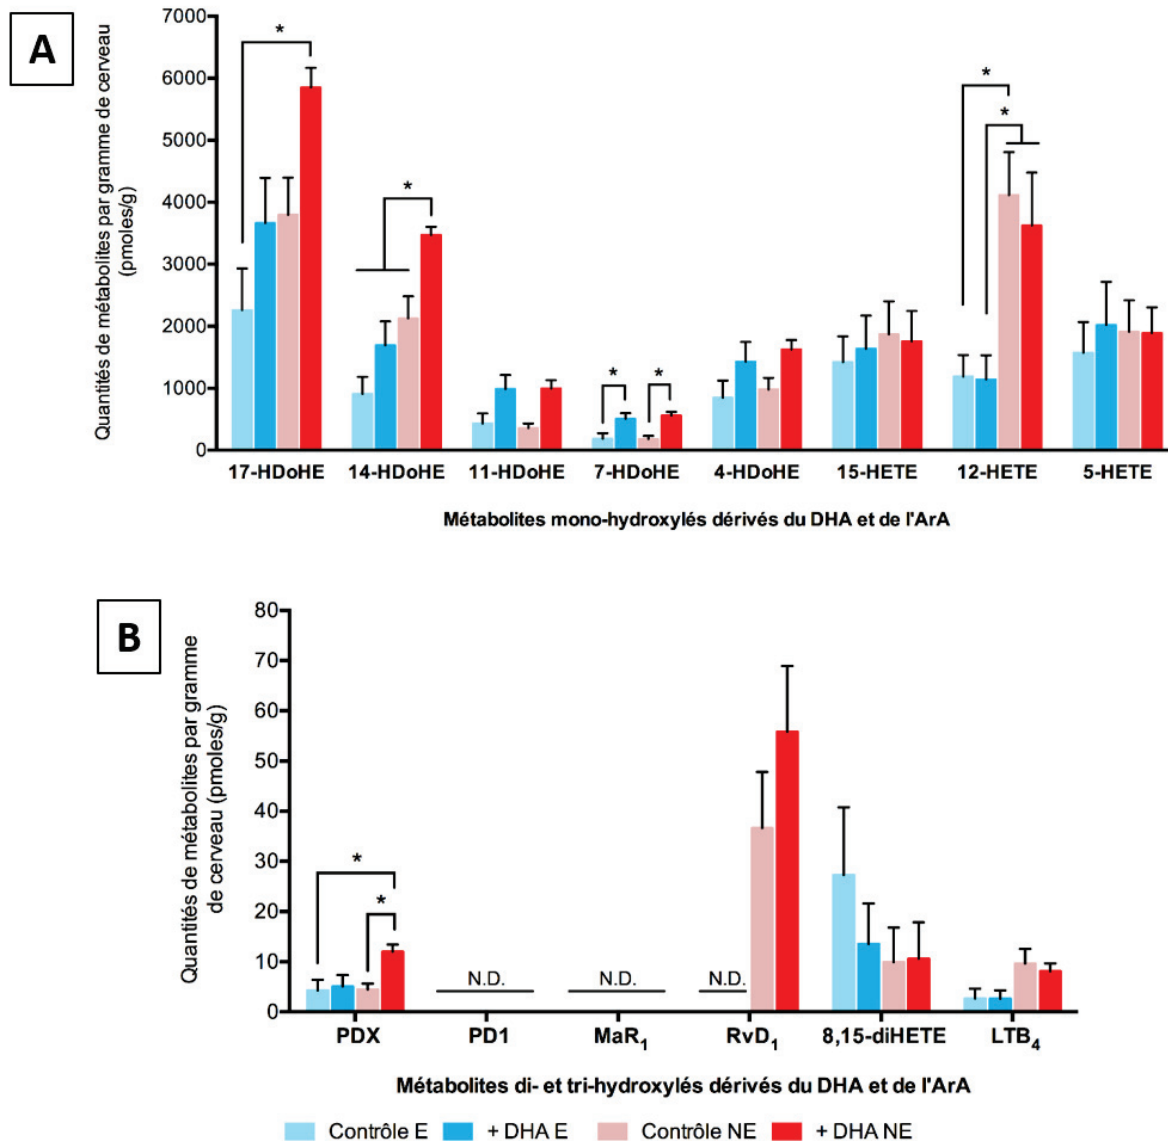 A
Quantités de métabolites par gramme de cerveau
(pmoles/g)
7000
6000
5000
4000
3000
2000
1000
0
*
*
*
*
*
*
17-HDoHE 14-HDoHE 11-HDoHE 7-HDoHE 4-HDoHE 15-HETE 12-HETE 5-HETE
Métabolites mono-hydroxylés dérivés du DHA et de l'ArA
B
Quantités de métabolites par gramme
de cerveau (pmoles/g)
80
70
60
50
40
30
20
10
0
*
*
N.D. N.D. N.D.
PDX PD1 MaR₁ RvD₁ 8,15-diHETE LTB₄
Métabolites di- et tri-hydroxylés dérivés du DHA et de l'ArA
Contrôle E + DHA E Contrôle NE + DHA NE